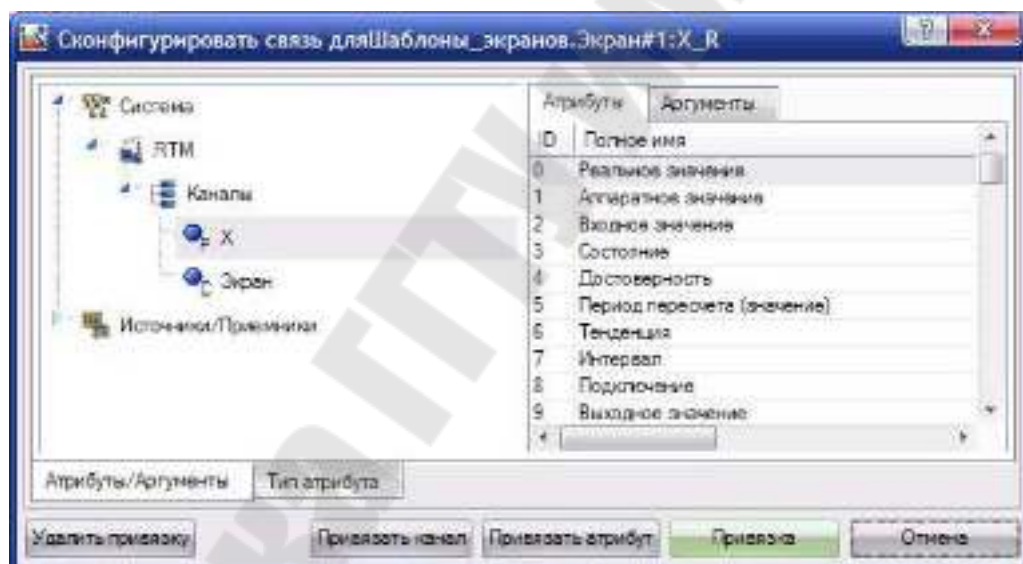 Сконфигурировать связь дляШаблоны_экранов.Экран#1:X_R
Система
RTM
Каналы
X
Экран
Источники/Приемники
Атрибуты Аргументы
ID Полное имя
0 Реальное значение
1 Аппаратное значение
2 Входное значение
3 Состояние
4 Достоверность
5 Период пересчета (значение)
6 Тенденция
7 Интервал
8 Подключение
9 Выходное значение
Атрибуты/Аргументы Тип атрибута
Удалить привязку Привязать канал Привязать атрибут Привязка Отмена